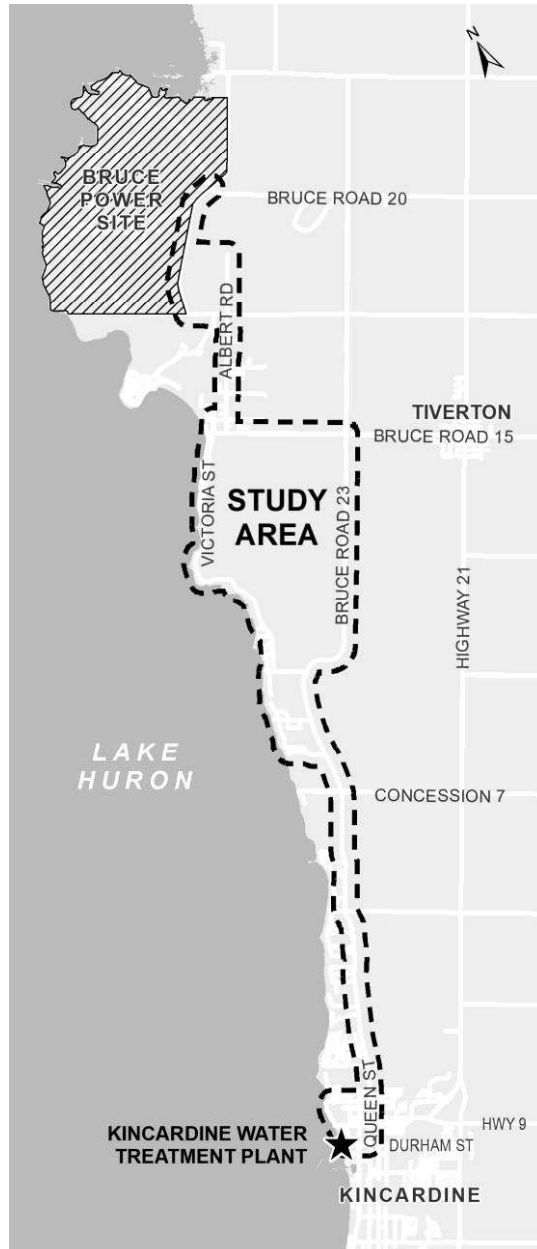 N
BRUCE
POWER
SITE
BRUCE ROAD 20
ALBERT RD
TIVERTON
BRUCE ROAD 15
VICTORIA ST
STUDY
AREA
BRUCE ROAD 23
HIGHWAY 21
LAKE
HURON
CONCESSION 7
QUEEN ST
HWY 9
KINCARDINE WATER
TREATMENT PLANT
DURHAM ST
KINCARDINE